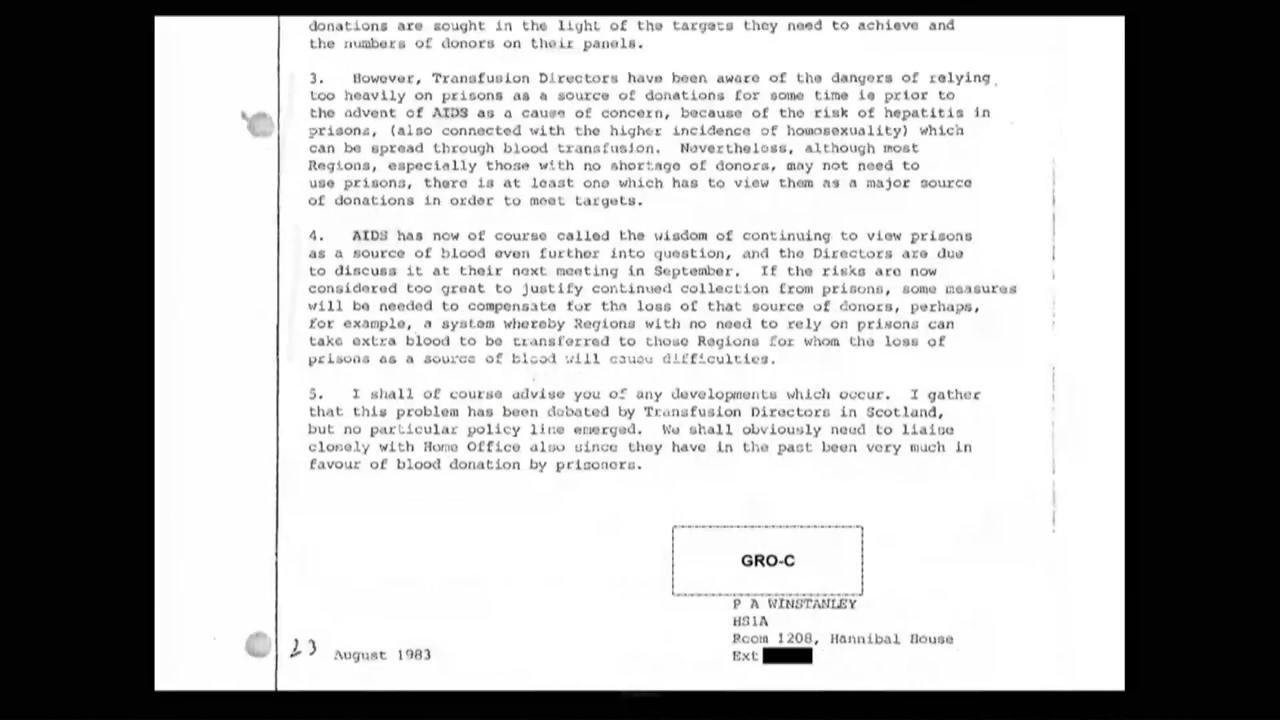 donations are sought in the light of the targets they need to achieve and
the numbers of donors on their panels.
3. However, Transfusion Directors have been aware of the dangers of relying
too heavily on prisons as a source of donations for some time ie prior to
the advent of AIDS as a cause of concern, because of the risk of hepatitis in
prisons, (also connected with the higher incidence of homosexuality) which
can be spread through blood transfusion. Nevertheless, although most
Regions, especially those with no shortage of donors, may not need to
use prisons, there is at least one which has to view them as a major source
of donations in order to meet targets.
4. AIDS has now of course called the wisdom of continuing to view prisons
as a source of blood even further into question, and the Directors are due
to discuss it at their next meeting in September. If the risks are now
considered too great to justify continued collection from prisons, some measures
will be needed to compensate for the loss of that source of donors, perhaps,
for example, a system whereby Regions with no need to rely on prisons can
take extra blood to be transferred to those Regions for whom the loss of
prisons as a source of blood will cause difficulties.
5. I shall of course advise you of any developments which occur. I gather
that this problem has been debated by Transfusion Directors in Scotland,
but no particular policy line emerged. We shall obviously need to liaise
closely with Home Office also since they have in the past been very much in
favour of blood donation by prisoners.
GRO-C
P A WINSTANLEY
HS1A
Room 1208, Hannibal House
Ext
23 August 1983